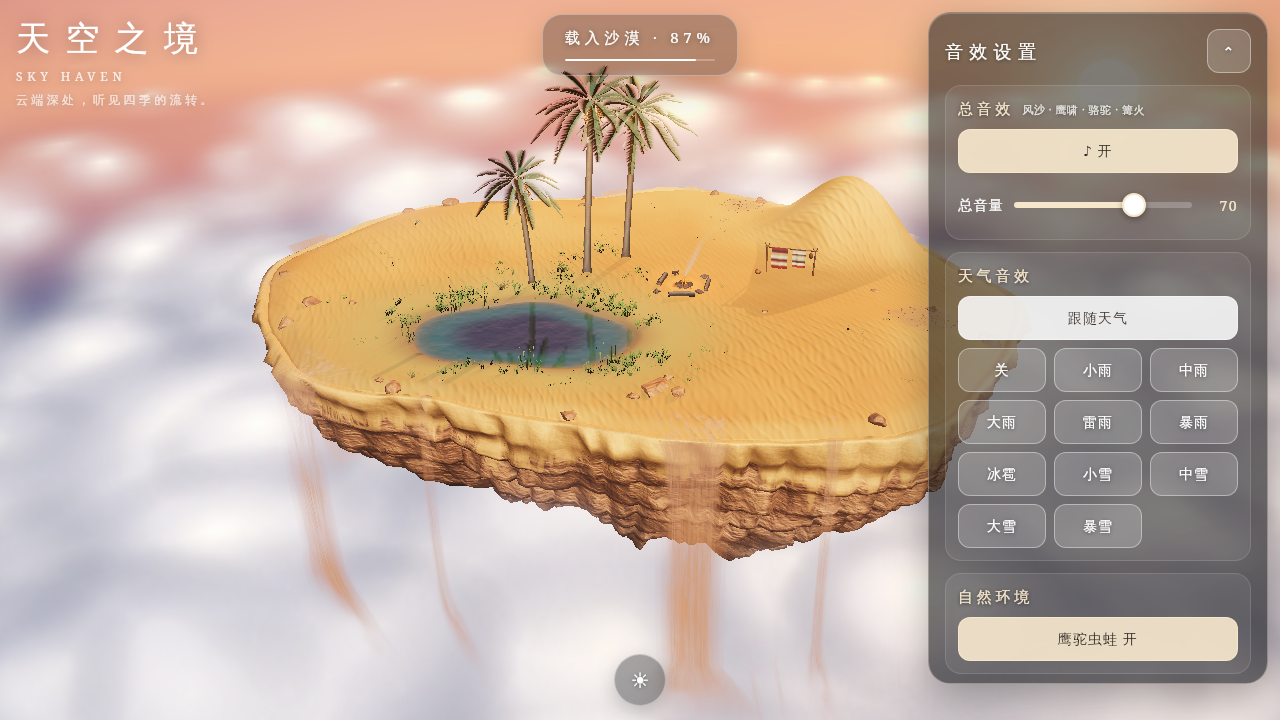 天空之境
SKY HAVEN
云端深处，听见四季的流转。
载入沙漠 · 87%
音效设置
总音效 风沙·鹰啸·骆驼·篝火
♪ 开
总音量 70
天气音效
跟随天气
关 小雨 中雨
大雨 雷雨 暴雨
冰雹 小雪 中雪
大雪 暴雪
自然环境
鹰驼虫蛙 开